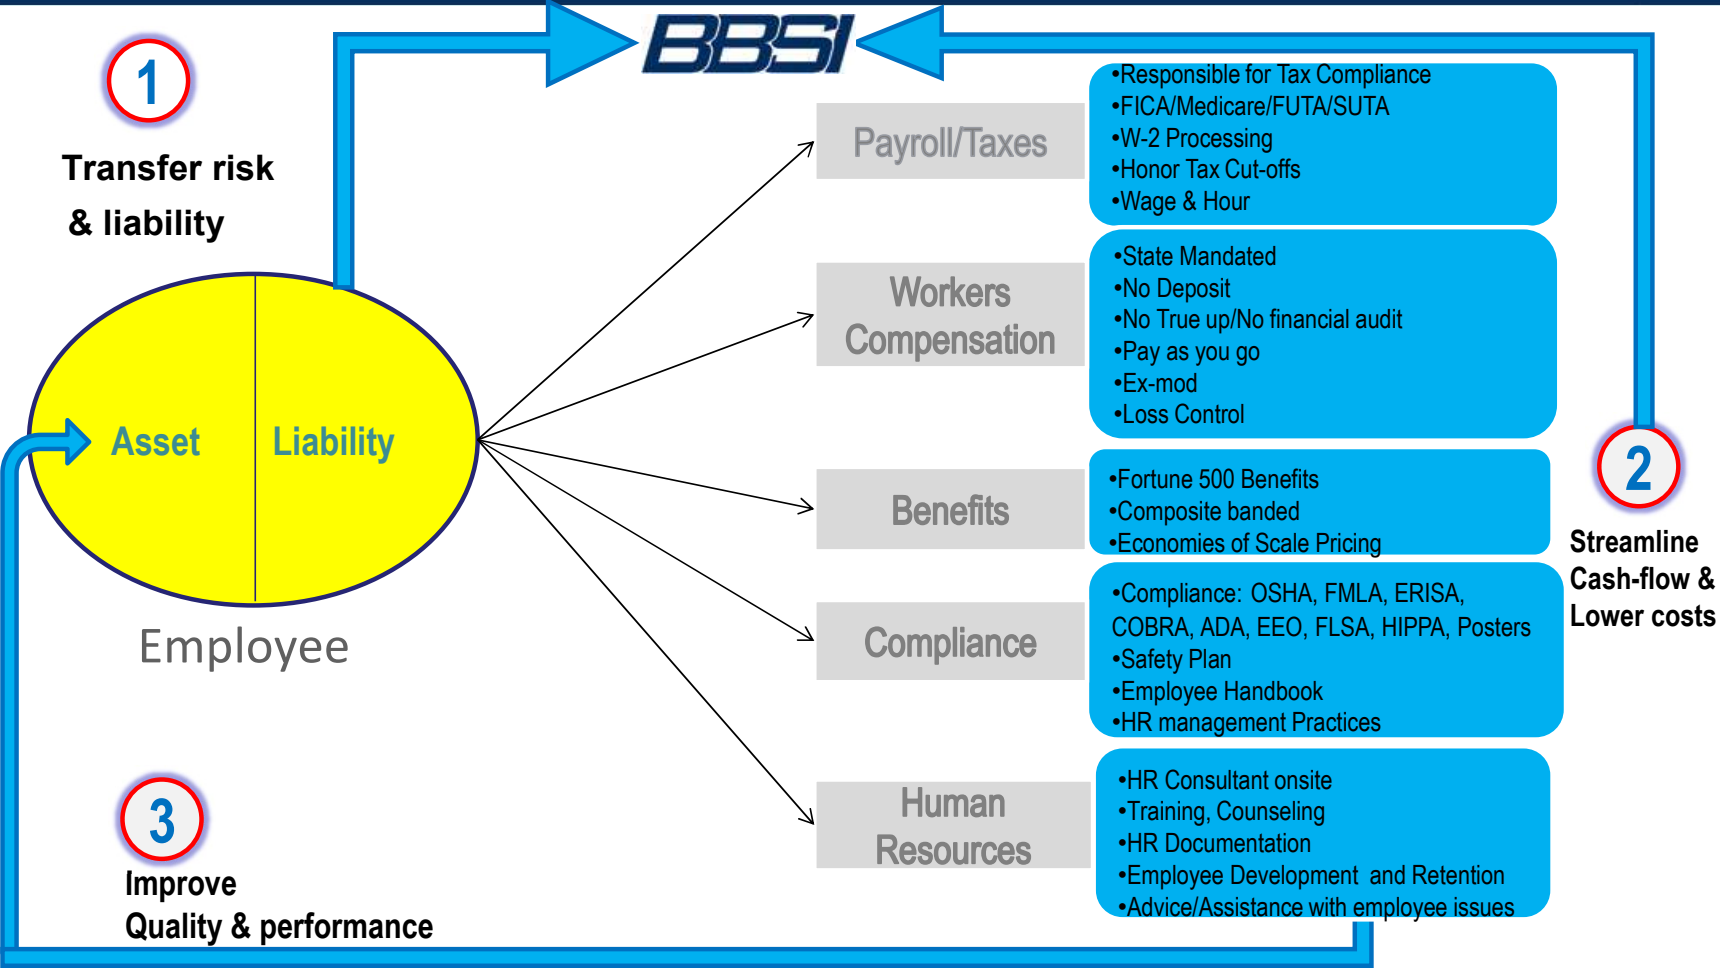 BBSI
1
Transfer risk
& liability
Asset
Liability
Employee
Payroll/Taxes
•Responsible for Tax Compliance
•FICA/Medicare/FUTA/SUTA
•W-2 Processing
•Honor Tax Cut-offs
•Wage & Hour
Workers
Compensation
•State Mandated
•No Deposit
•No True up/No financial audit
•Pay as you go
•Ex-mod
•Loss Control
Benefits
•Fortune 500 Benefits
•Composite banded
•Economies of Scale Pricing
Compliance
•Compliance: OSHA, FMLA, ERISA,
COBRA, ADA, EEO, FLSA, HIPPA, Posters
•Safety Plan
•Employee Handbook
•HR management Practices
Human
Resources
•HR Consultant onsite
•Training, Counseling
•HR Documentation
•Employee Development and Retention
•Advice/Assistance with employee issues
2
Streamline
Cash-flow &
Lower costs
3
Improve
Quality & performance